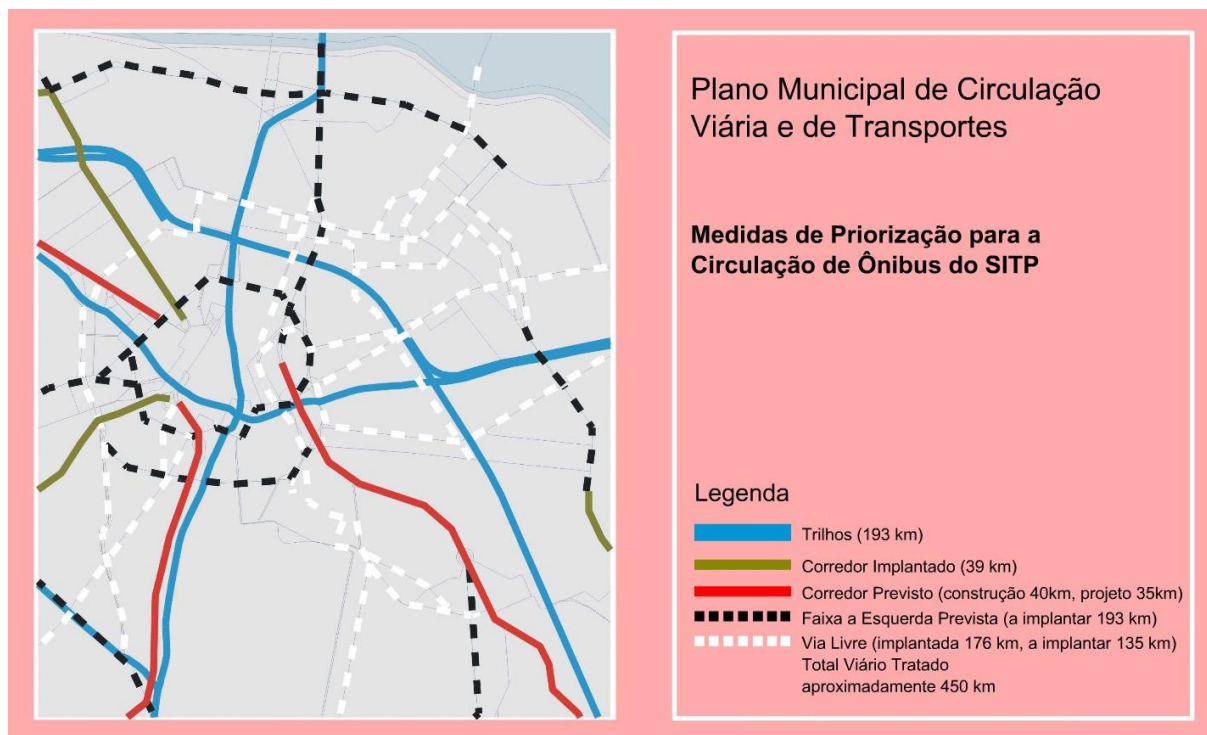 Plano Municipal de Circulação
Viária e de Transportes
Medidas de Priorização para a
Circulação de Ônibus do SITP
Legenda
Trilhos (193 km)
Corredor Implantado (39 km)
Corredor Previsto (construção 40km, projeto 35km)
Faixa a Esquerda Prevista (a implantar 193 km)
Via Livre (implantada 176 km, a implantar 135 km)
Total Viário Tratado
aproximadamente 450 km